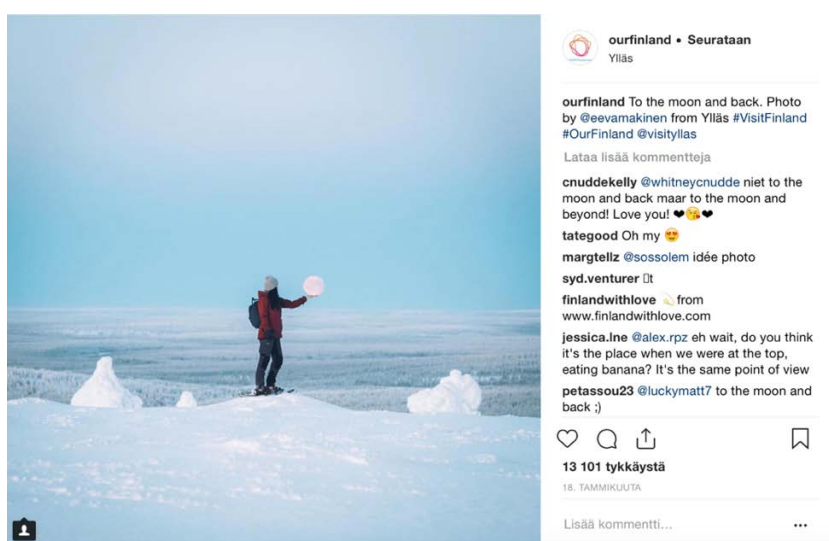 ourfinland • Seurataan
Ylläs
ourfinland To the moon and back. Photo
by @eevamakinen from Ylläs #VisitFinland
#OurFinland @visityllas
Lataa lisää kommentteja
cnuddekelly @whitneycnudde niet to the
moon and back maar to the moon and
beyond! Love you! ❤😘❤
tategood Oh my 😍
margtellz @sossolem idée photo
syd.venturer ▯t
finlandwithlove 💫 from
www.finlandwithlove.com
jessica.lne @alex.rpz eh wait, do you think
it's the place when we were at the top,
eating banana? It's the same point of view
petassou23 @luckymatt7 to the moon and
back ;)
13 101 tykkäystä
18. TAMMIKUUTA
Lisää kommentti...